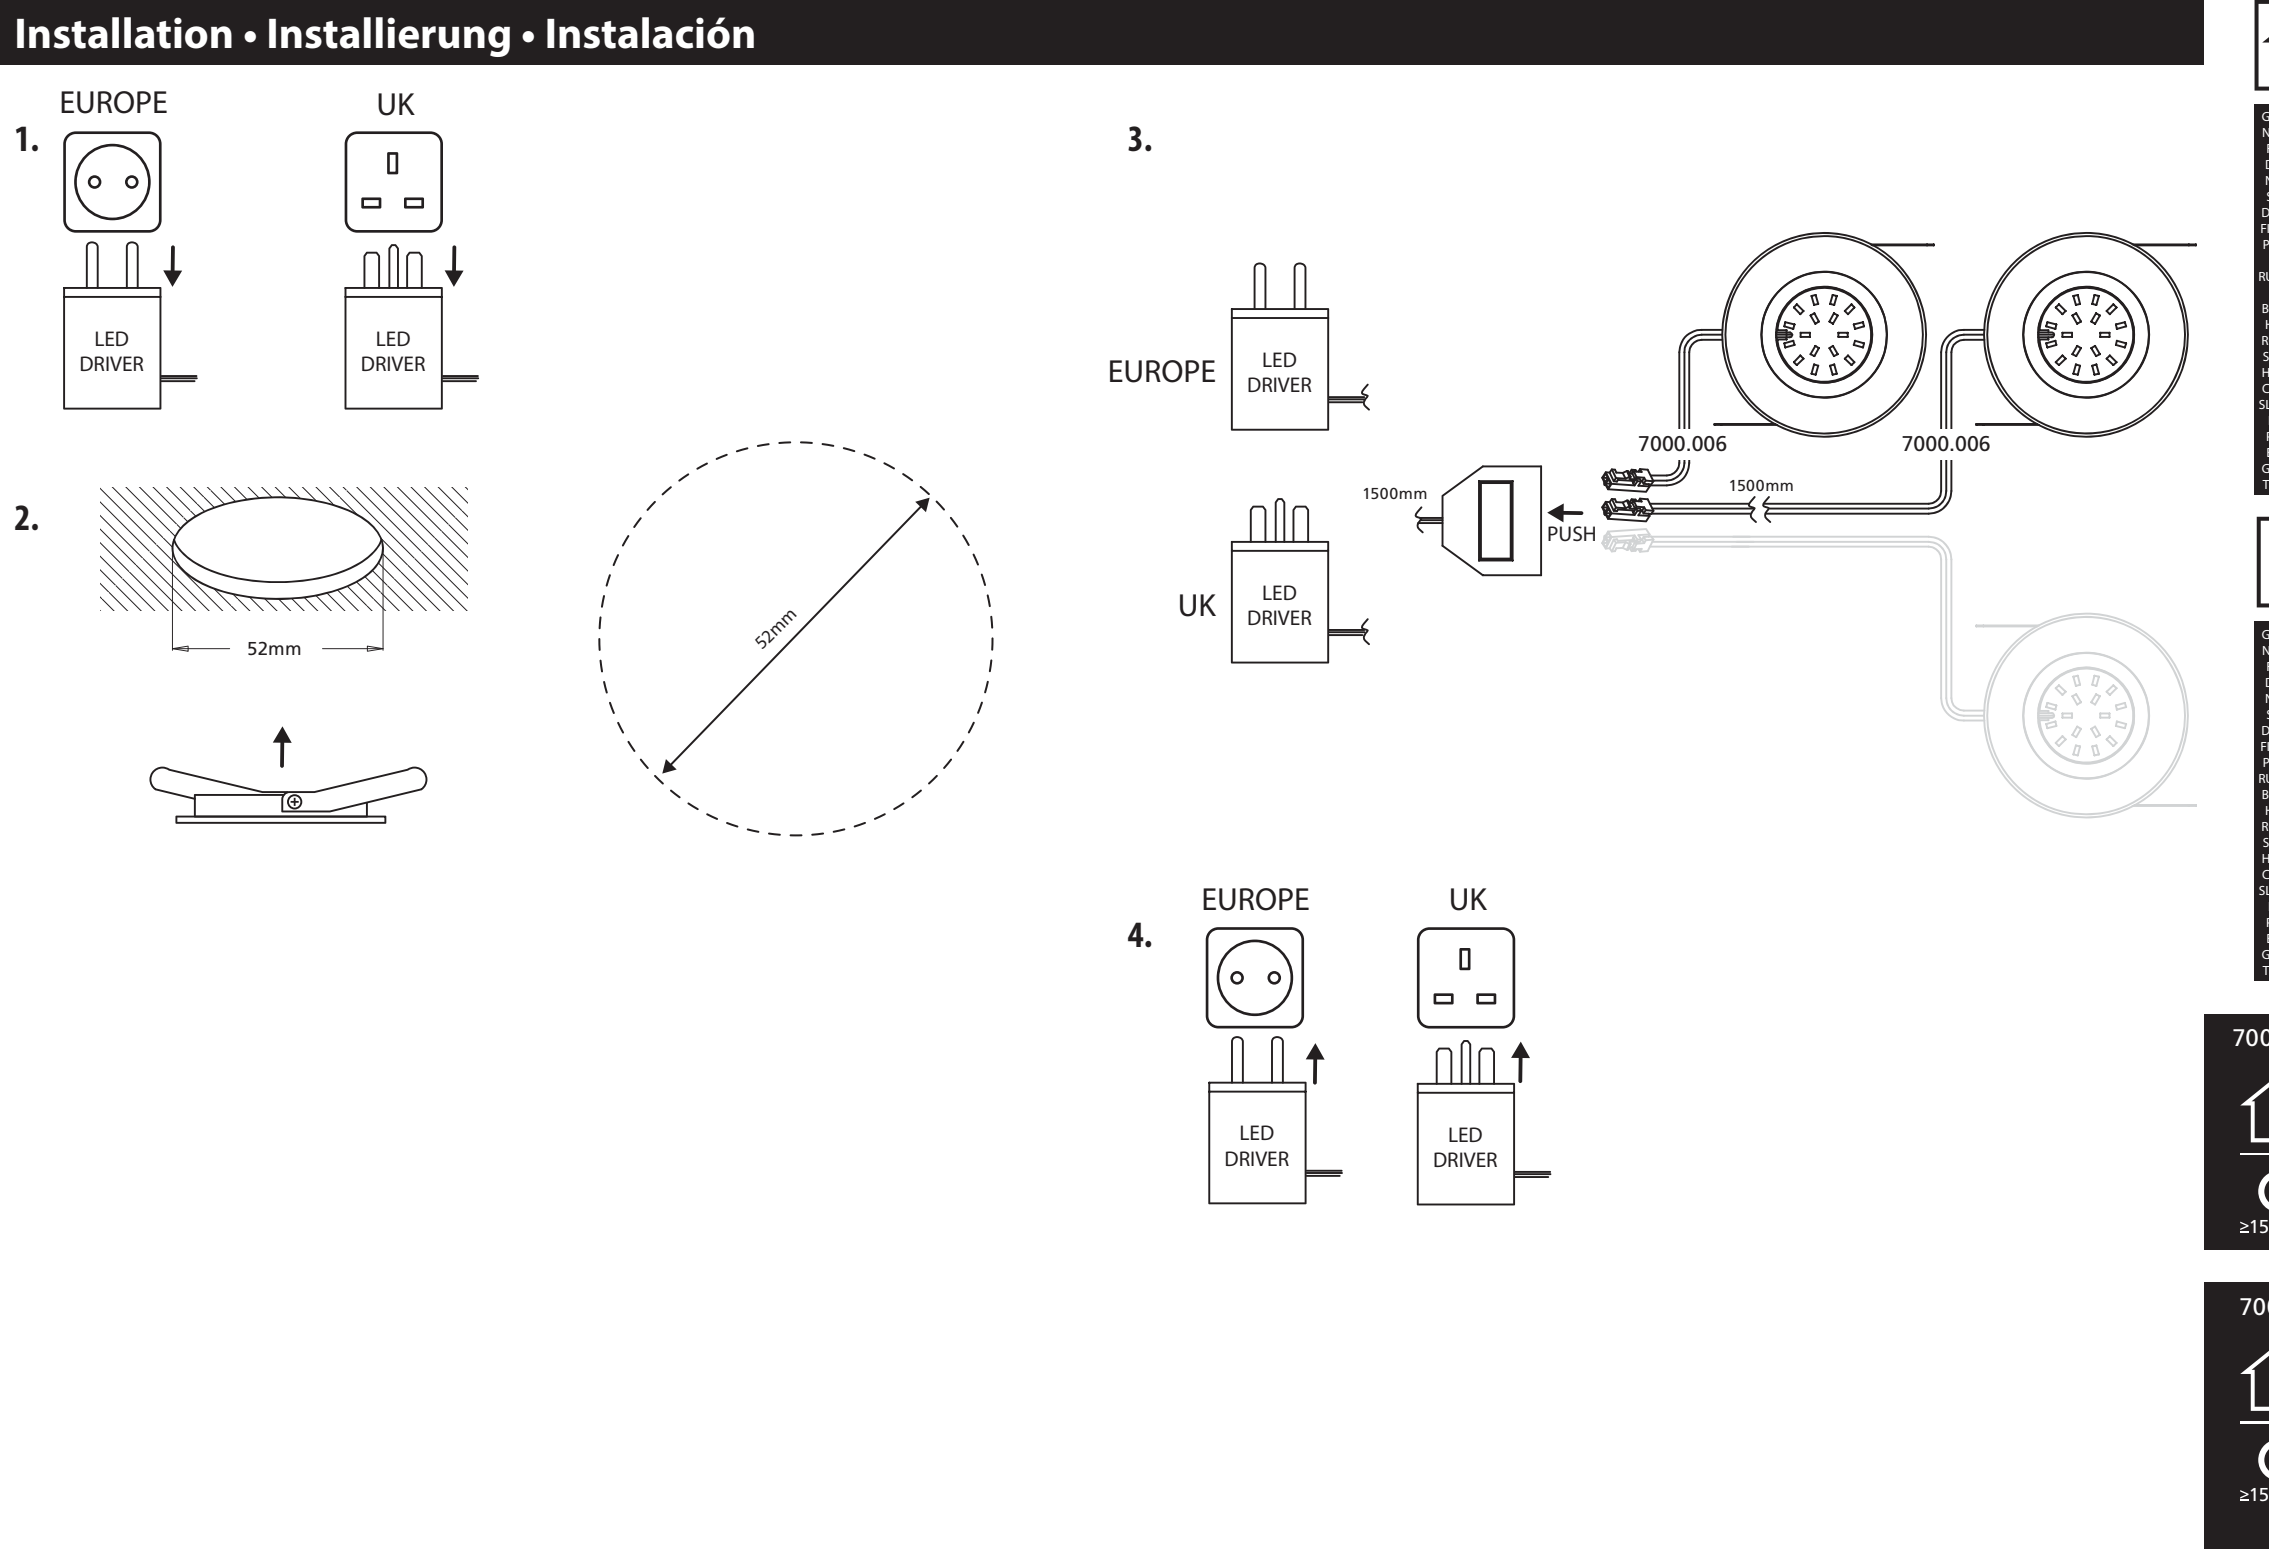 Installation • Installierung • Instalación
1.
EUROPE
UK
LED
DRIVER
LED
DRIVER
2.
52mm
52mm
3.
EUROPE
LED
DRIVER
UK
LED
DRIVER
1500mm
PUSH
7000.006
7000.006
1500mm
4.
EUROPE
UK
LED
DRIVER
LED
DRIVER
≥15
≥15